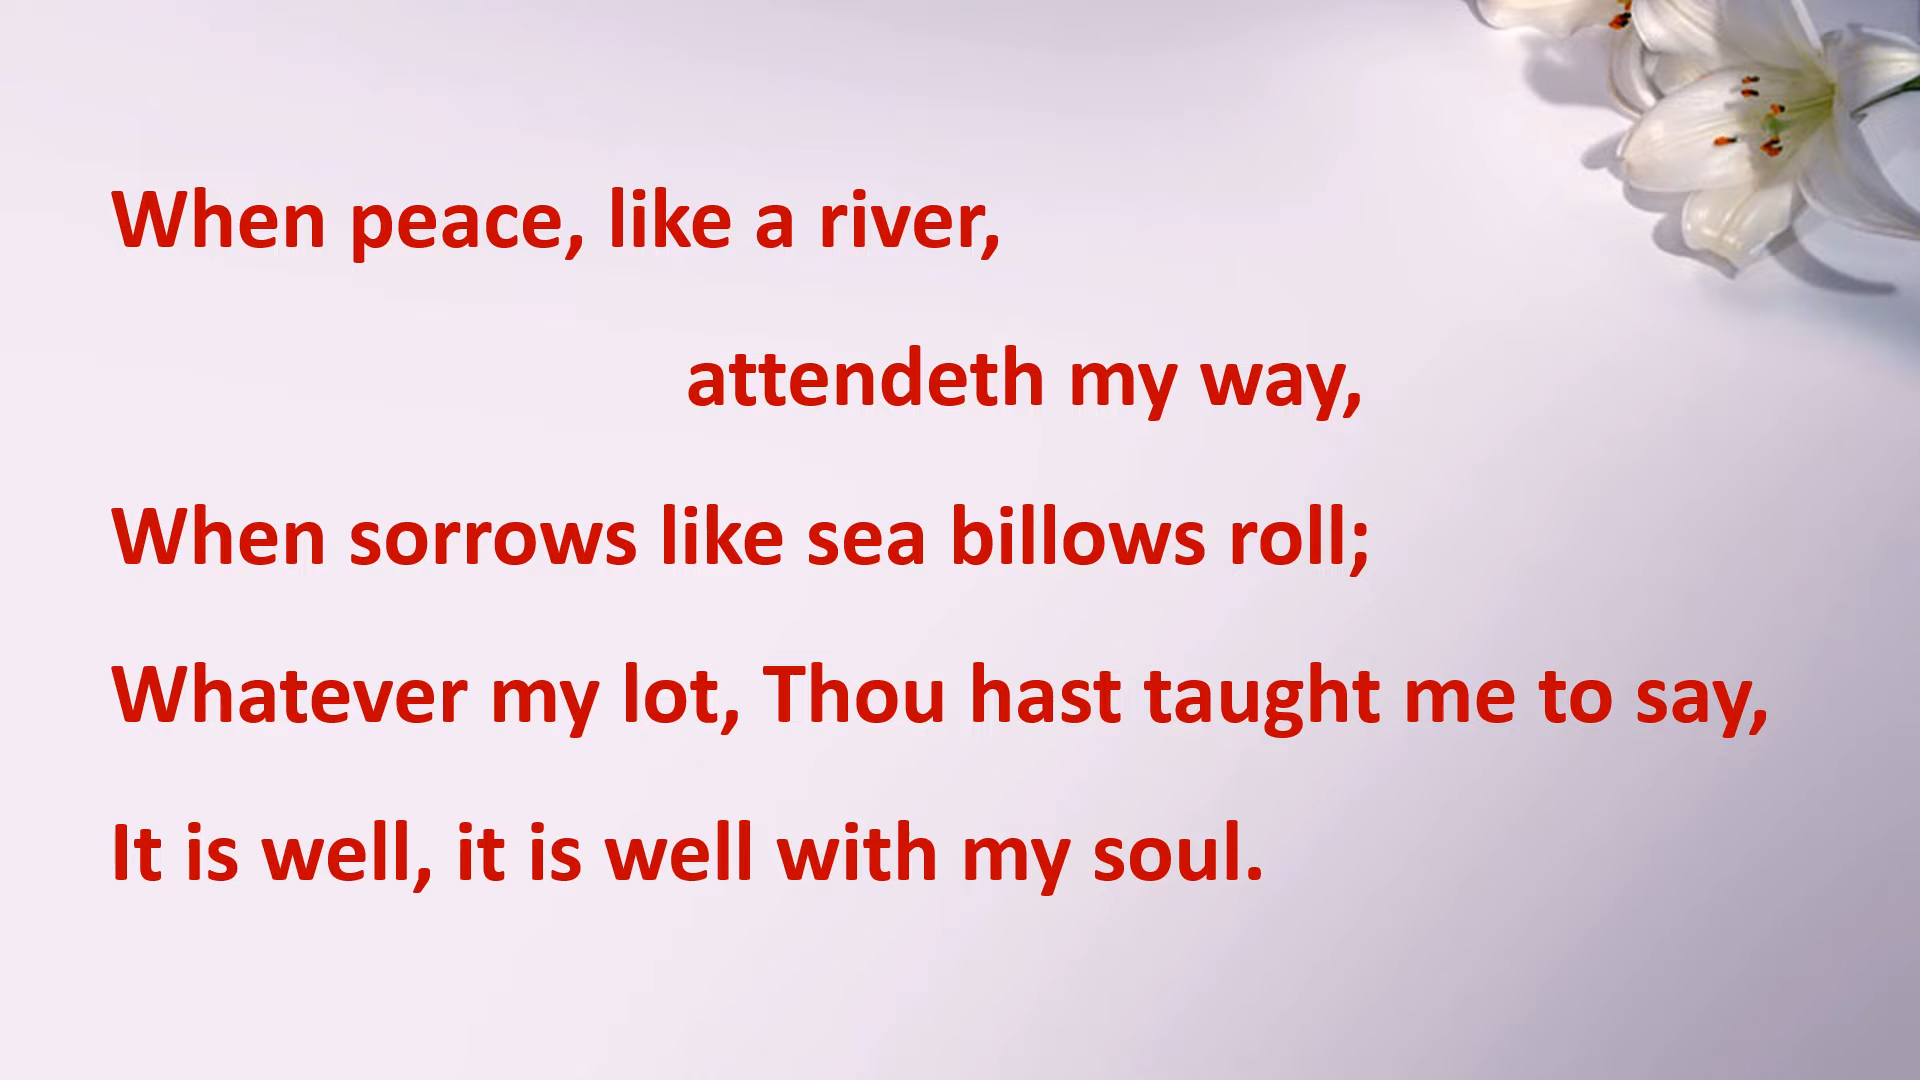 When peace, like a river,
attendeth my way,
When sorrows like sea billows roll;
Whatever my lot, Thou hast taught me to say,
It is well, it is well with my soul.